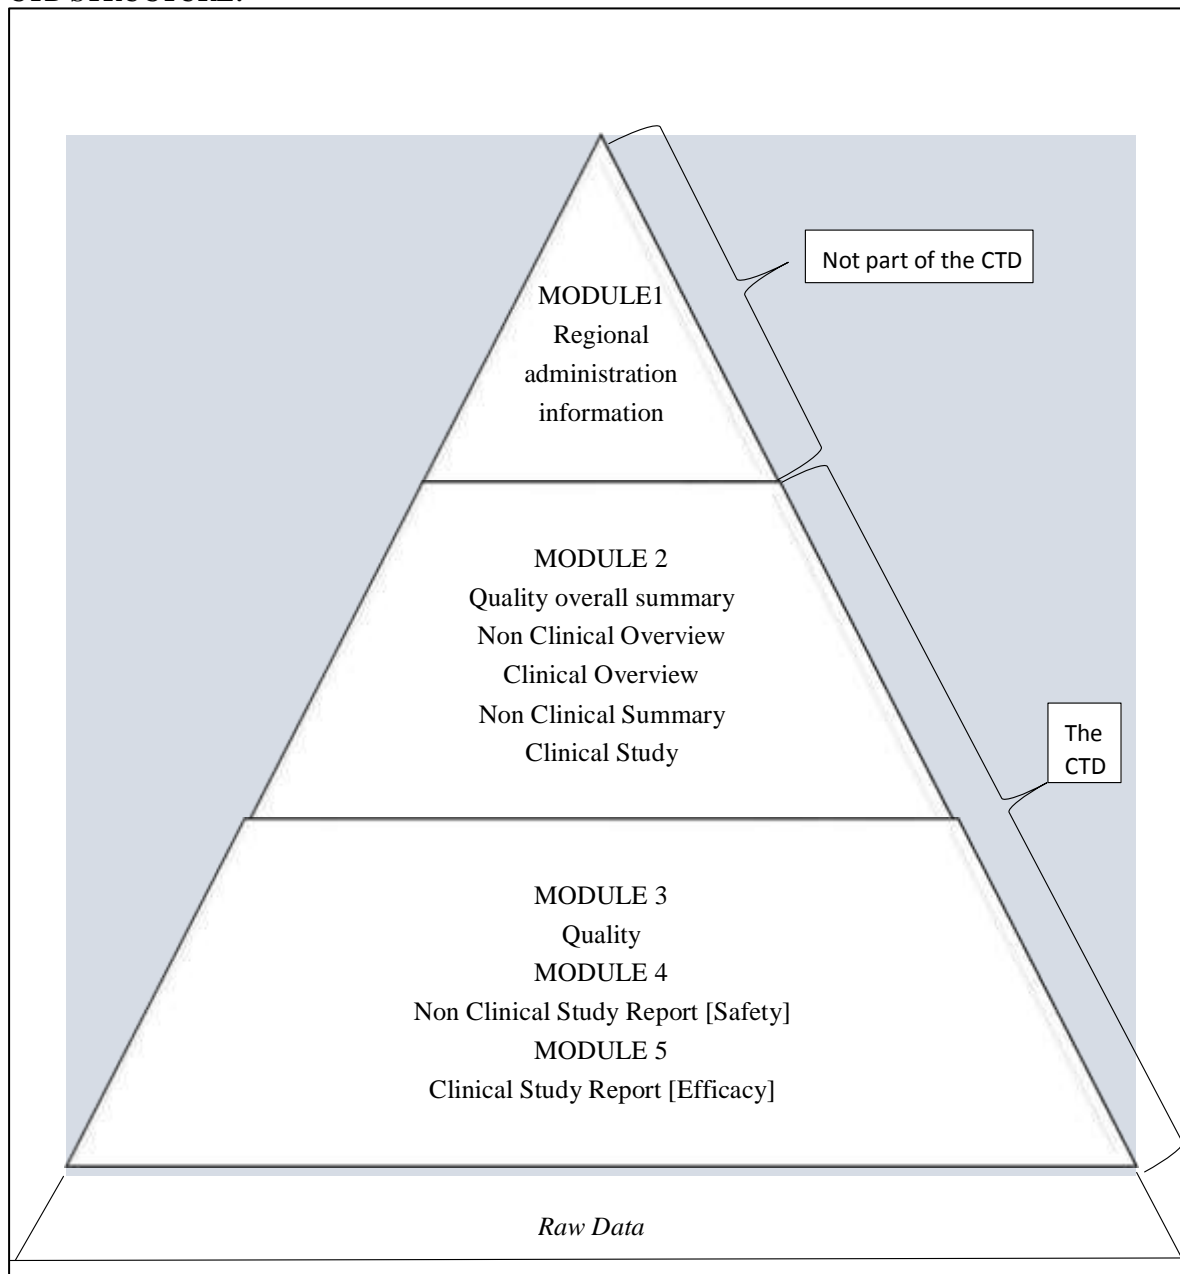 CTD STRUCTURE:
Not part of the CTD
MODULE1
Regional
administration
information
MODULE 2
Quality overall summary
Non Clinical Overview
Clinical Overview
Non Clinical Summary
Clinical Study
The
CTD
MODULE 3
Quality
MODULE 4
Non Clinical Study Report [Safety]
MODULE 5
Clinical Study Report [Efficacy]
Raw Data